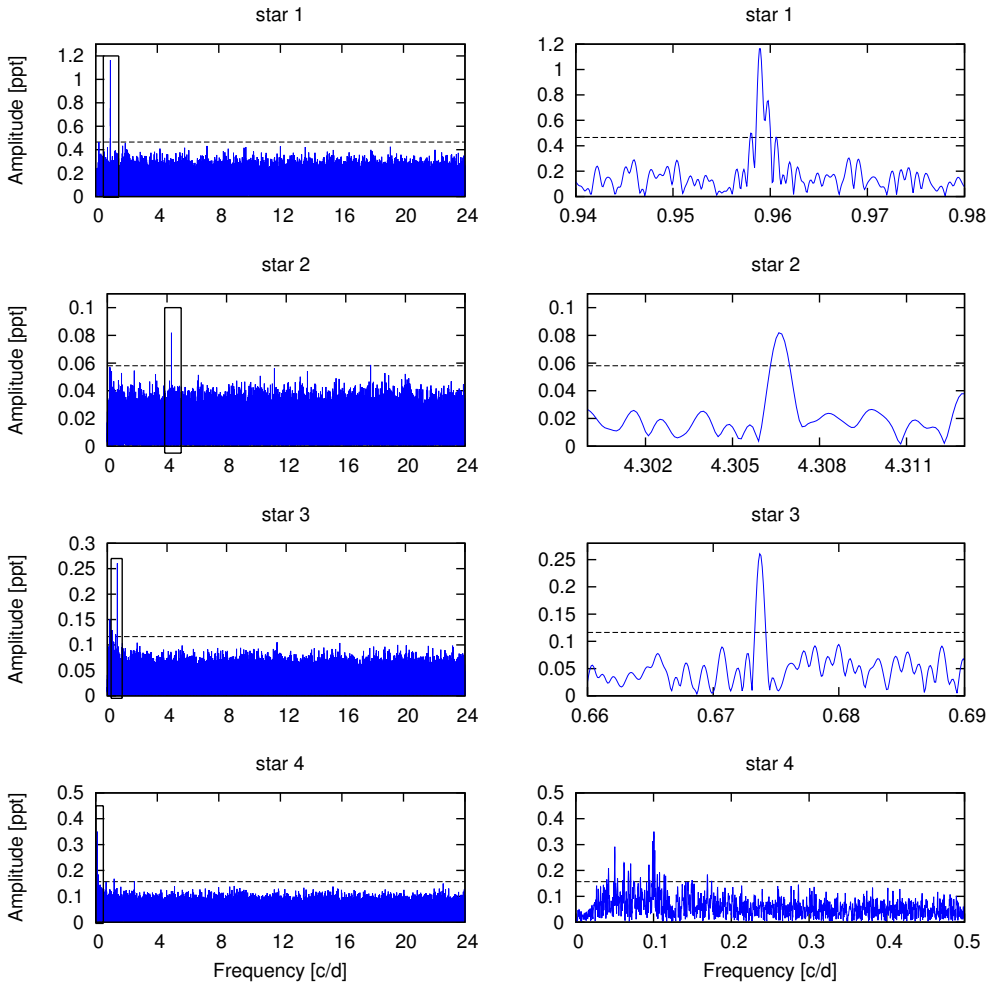 star 1
star 1
Amplitude [ppt]
1.2
1
0.8
0.6
0.4
0.2
0
0 4 8 12 16 20 24
1.2
1
0.8
0.6
0.4
0.2
0
0.94 0.95 0.96 0.97 0.98
star 2
star 2
Amplitude [ppt]
0.1
0.08
0.06
0.04
0.02
0
0 4 8 12 16 20 24
0.1
0.08
0.06
0.04
0.02
0
4.302 4.305 4.308 4.311
star 3
star 3
Amplitude [ppt]
0.3
0.25
0.2
0.15
0.1
0.05
0
0 4 8 12 16 20 24
0.25
0.2
0.15
0.1
0.05
0
0.66 0.67 0.68 0.69
star 4
star 4
Amplitude [ppt]
0.5
0.4
0.3
0.2
0.1
0
0 4 8 12 16 20 24
Frequency [c/d]
0.5
0.4
0.3
0.2
0.1
0
0 0.1 0.2 0.3 0.4 0.5
Frequency [c/d]